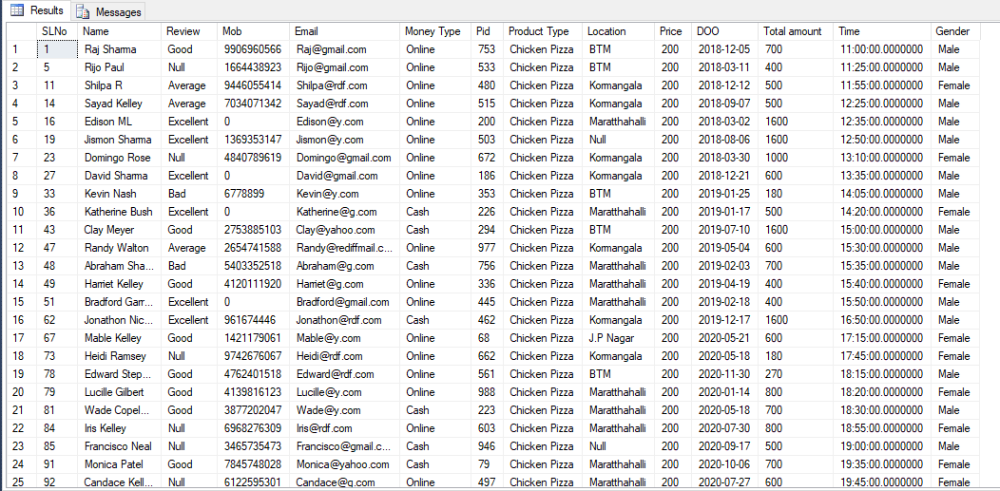 Results Messages
SLNo Name Review Mob Email Money Type Pid Product Type Location Price DOO Total amount Time Gender
1 1 Raj Sharma Good 9906960566 Raj@gmail.com Online 753 Chicken Pizza BTM 200 2018-12-05 700 11:00:00.0000000 Male
2 5 Rijo Paul Null 1664438923 Rijo@gmail.com Online 533 Chicken Pizza BTM 200 2018-03-11 400 11:25:00.0000000 Male
3 11 Shilpa R Average 9446055414 Shilpa@rdf.com Online 480 Chicken Pizza Komangala 200 2018-12-12 500 11:55:00.0000000 Female
4 14 Sayad Kelley Average 7034071342 Sayad@rdf.com Online 515 Chicken Pizza Komangala 200 2018-09-07 500 12:25:00.0000000 Male
5 16 Edison ML Excellent 0 Edison@y.com Online 200 Chicken Pizza Maratthahalli 200 2018-03-02 1600 12:35:00.0000000 Male
6 19 Jismon Sharma Excellent 1369353147 Jismon@y.com Online 503 Chicken Pizza Null 200 2018-08-06 1600 12:50:00.0000000 Male
7 23 Domingo Rose Null 4840789619 Domingo@gmail.com Online 672 Chicken Pizza Komangala 200 2018-03-30 1000 13:10:00.0000000 Female
8 27 David Sharma Excellent 0 David@gmail.com Online 186 Chicken Pizza Komangala 200 2018-12-21 600 13:35:00.0000000 Male
9 33 Kevin Nash Bad 6778899 Kevin@y.com Online 353 Chicken Pizza BTM 200 2019-01-25 180 14:05:00.0000000 Male
10 36 Katherine Bush Excellent 0 Katherine@g.com Cash 226 Chicken Pizza Maratthahalli 200 2019-01-17 500 14:20:00.0000000 Female
11 43 Clay Meyer Good 2753885103 Clay@yahoo.com Cash 294 Chicken Pizza BTM 200 2019-07-10 1600 15:00:00.0000000 Male
12 47 Randy Walton Average 2654741588 Randy@rediffmail.c... Online 977 Chicken Pizza Komangala 200 2019-05-04 600 15:30:00.0000000 Male
13 48 Abraham Sha... Bad 5403352518 Abraham@g.com Cash 756 Chicken Pizza Maratthahalli 200 2019-02-03 700 15:35:00.0000000 Male
14 49 Harriet Kelley Good 4120111920 Harriet@g.com Online 336 Chicken Pizza Komangala 200 2019-04-19 400 15:40:00.0000000 Female
15 51 Bradford Garr... Excellent 0 Bradford@gmail.com Online 445 Chicken Pizza Maratthahalli 200 2019-02-18 400 15:50:00.0000000 Male
16 62 Jonathon Nic... Excellent 961674446 Jonathon@rdf.com Cash 462 Chicken Pizza Komangala 200 2019-12-17 1600 16:50:00.0000000 Male
17 67 Mable Kelley Good 1421179061 Mable@y.com Online 68 Chicken Pizza J.P Nagar 200 2020-05-21 600 17:15:00.0000000 Female
18 73 Heidi Ramsey Null 9742676067 Heidi@rdf.com Online 662 Chicken Pizza Komangala 200 2020-05-18 180 17:45:00.0000000 Female
19 78 Edward Step... Good 4762401518 Edward@rdf.com Online 561 Chicken Pizza BTM 200 2020-11-30 270 18:15:00.0000000 Male
20 79 Lucille Gilbert Good 4139816123 Lucille@y.com Online 988 Chicken Pizza Maratthahalli 200 2020-01-14 800 18:20:00.0000000 Female
21 81 Wade Copel... Good 3877202047 Wade@y.com Cash 223 Chicken Pizza Maratthahalli 200 2020-05-18 700 18:30:00.0000000 Male
22 84 Iris Kelley Null 6968276309 Iris@rdf.com Online 603 Chicken Pizza Maratthahalli 200 2020-07-30 800 18:55:00.0000000 Female
23 85 Francisco Neal Null 3465735473 Francisco@gmail.c... Cash 946 Chicken Pizza Null 200 2020-09-17 500 19:00:00.0000000 Male
24 91 Monica Patel Good 7845748028 Monica@yahoo.com Cash 79 Chicken Pizza Maratthahalli 200 2020-10-06 700 19:35:00.0000000 Female
25 92 Candace Kell... Null 6122595301 Candace@g.com Online 497 Chicken Pizza Maratthahalli 200 2020-07-27 600 19:45:00.0000000 Female